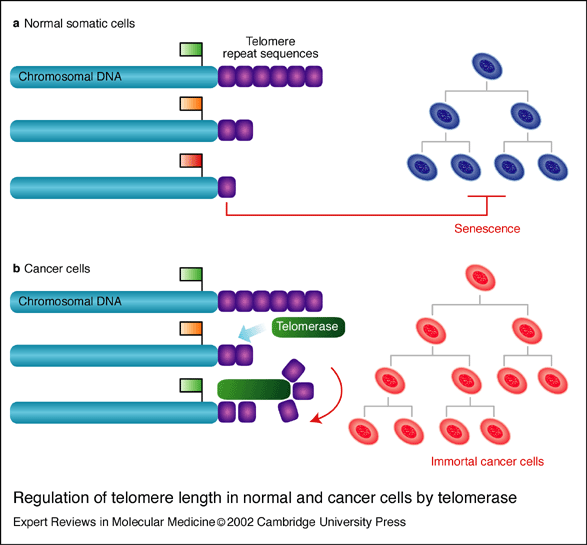 a Normal somatic cells
Telomere
repeat sequences
Chromosomal DNA
Senescence
b Cancer cells
Chromosomal DNA
Telomerase
Immortal cancer cells
Regulation of telomere length in normal and cancer cells by telomerase
Expert Reviews in Molecular Medicine © 2002 Cambridge University Press